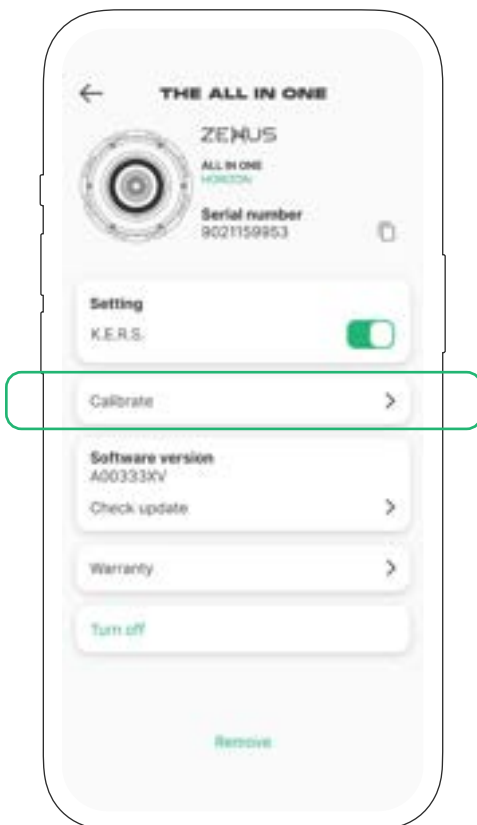 THE ALL IN ONE
ZEHUS
ALL IN ONE
HORIZON
Serial number
9021159953
Setting
K.E.R.S.
Calibrate
Software version
A00333XV
Check update
Warranty
Turn off
Remove